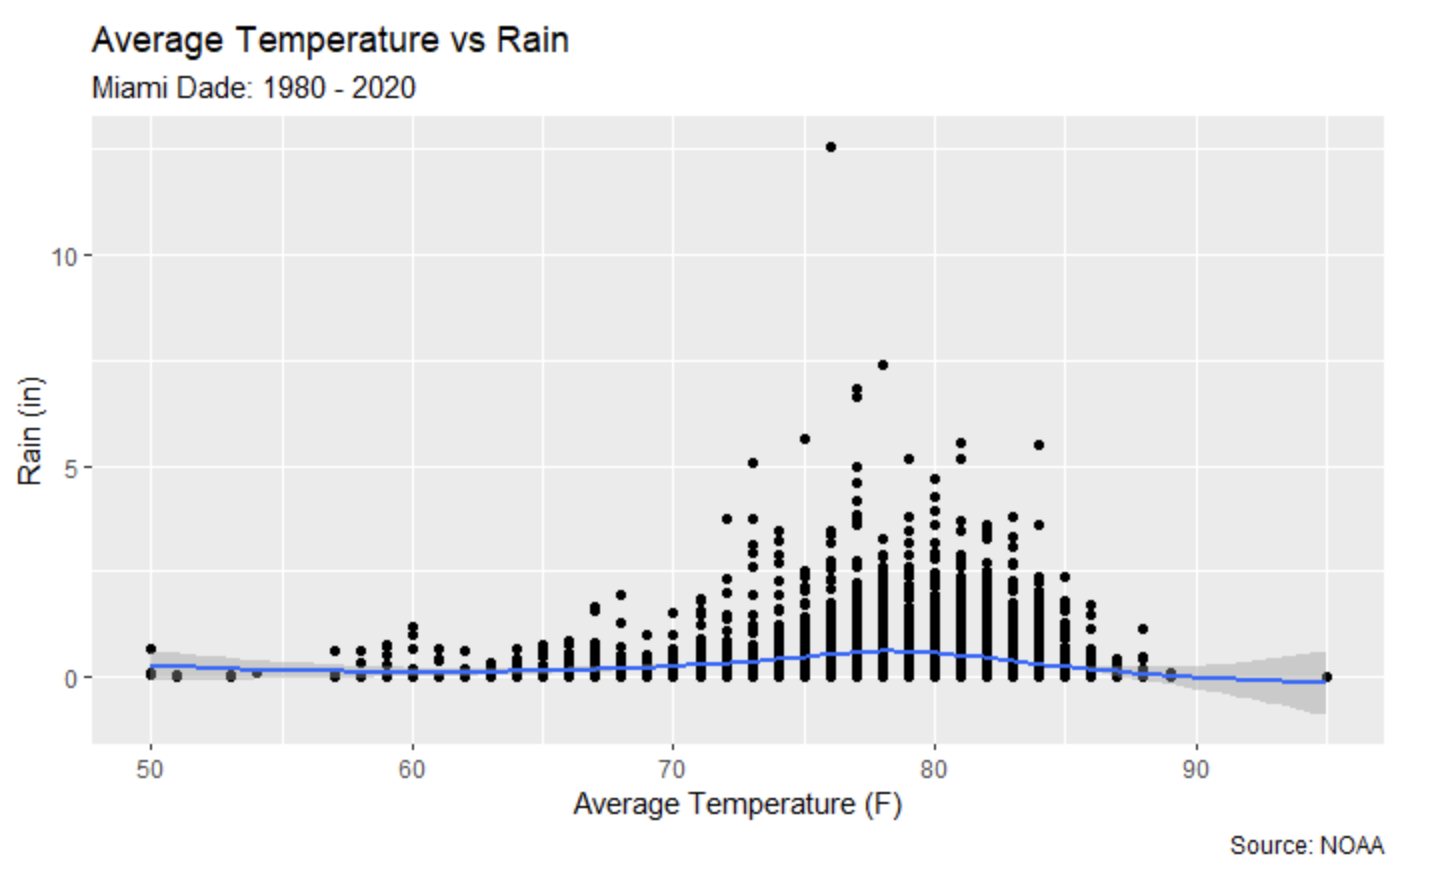 Average Temperature vs Rain
Miami Dade: 1980 - 2020
10
5
0
Rain (in)
50 60 70 80 90
Average Temperature (F)
Source: NOAA